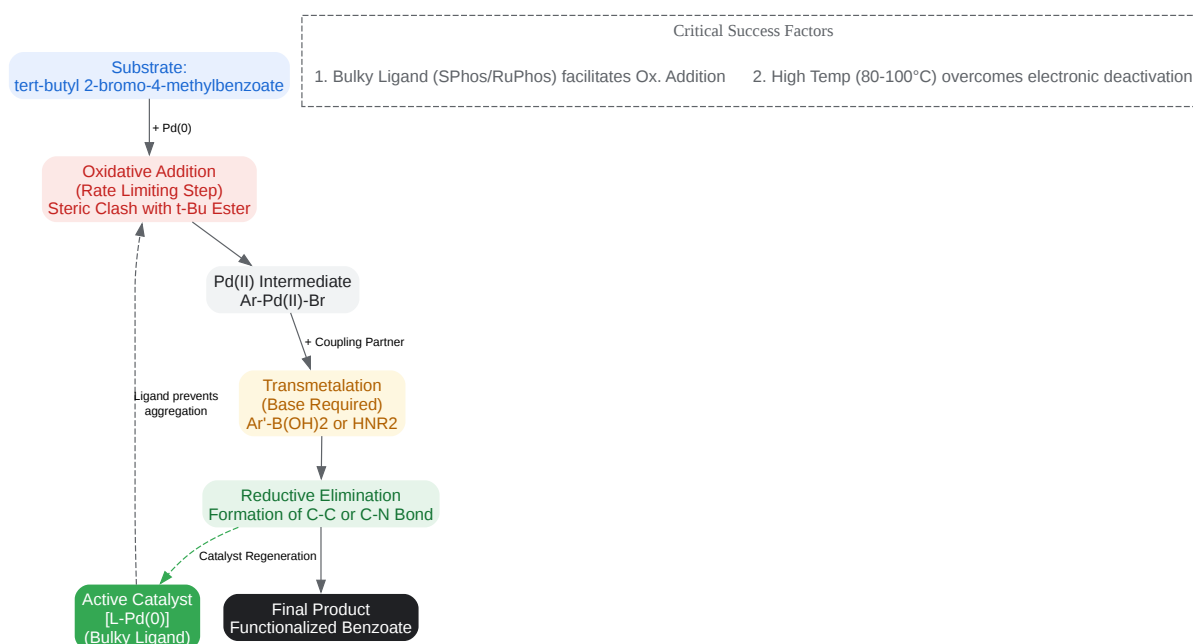 Critical Success Factors
1. Bulky Ligand (SPhos/RuPhos) facilitates Ox. Addition
2. High Temp (80-100°C) overcomes electronic deactivation
Substrate:
tert-butyl 2-bromo-4-methylbenzoate
+ Pd(0)
Oxidative Addition
(Rate Limiting Step)
Steric Clash with t-Bu Ester
Pd(II) Intermediate
Ar-Pd(II)-Br
+ Coupling Partner
Transmetalation
(Base Required)
Ar'-B(OH)2 or HNR2
Ligand prevents
aggregation
Reductive Elimination
Formation of C-C or C-N Bond
Catalyst Regeneration
Active Catalyst
[L-Pd(0)]
(Bulky Ligand)
Final Product
Functionalized Benzoate